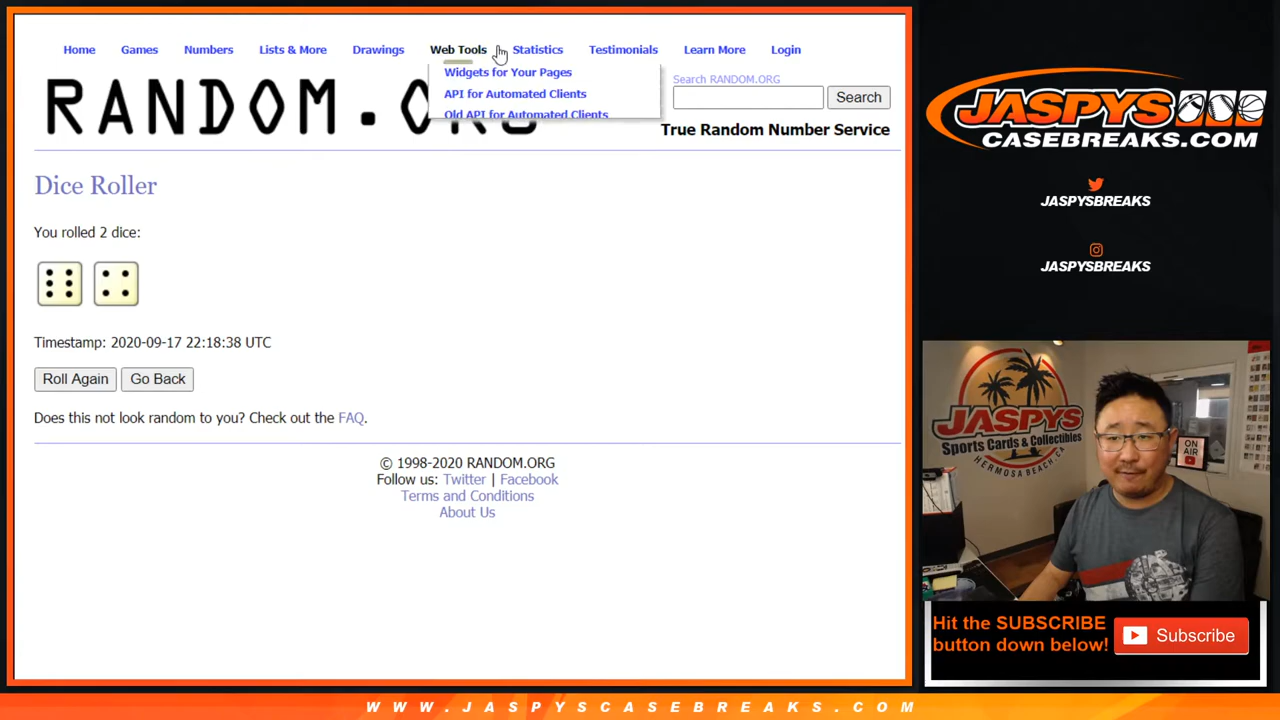 Home Games Numbers Lists & More Drawings Web Tools Statistics Testimonials Learn More Login
Widgets for Your Pages
API for Automated Clients
Old API for Automated Clients
RANDOM.ORG
Search RANDOM.ORG
Search
True Random Number Service
Dice Roller
You rolled 2 dice:
Timestamp: 2020-09-17 22:18:38 UTC
Roll Again Go Back
Does this not look random to you? Check out the FAQ.
© 1998-2020 RANDOM.ORG
Follow us: Twitter | Facebook
Terms and Conditions
About Us
JASPYS
CASEBREAKS.COM
JASPYSBREAKS
JASPYSBREAKS
JASPYS
Sports Cards & Collectibles
HERMOSA BEACH, CA
ON
AIR
Hit the SUBSCRIBE
button down below!
Subscribe
WWW.JASPYSCASEBREAKS.COM